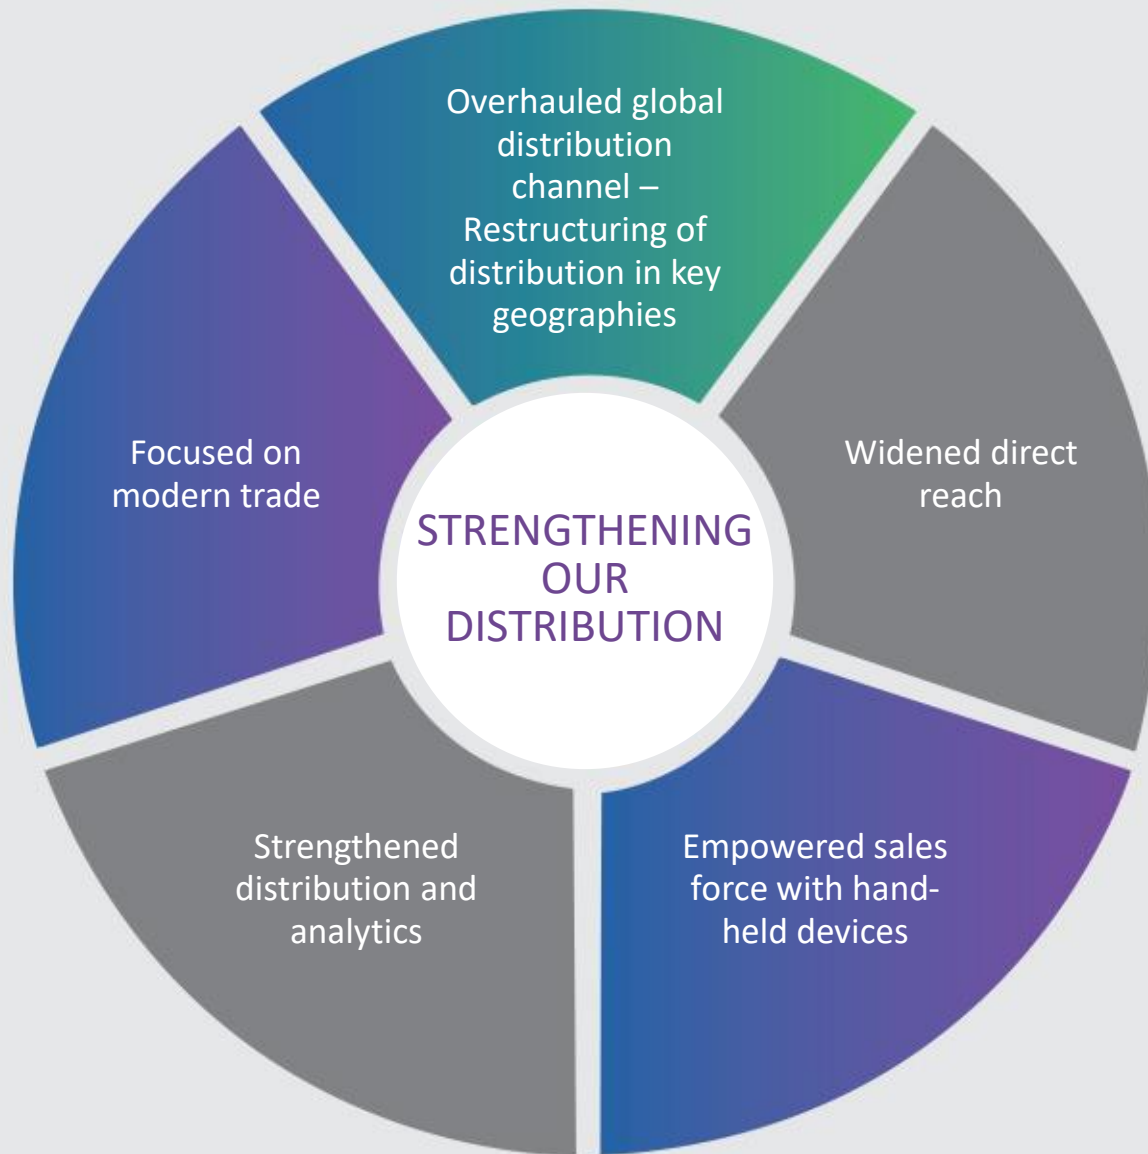 Overhauled global
distribution
channel –
Restructuring of
distribution in key
geographies
Widened direct
reach
Empowered sales
force with hand-
held devices
Strengthened
distribution and
analytics
Focused on
modern trade
STRENGTHENING
OUR
DISTRIBUTION